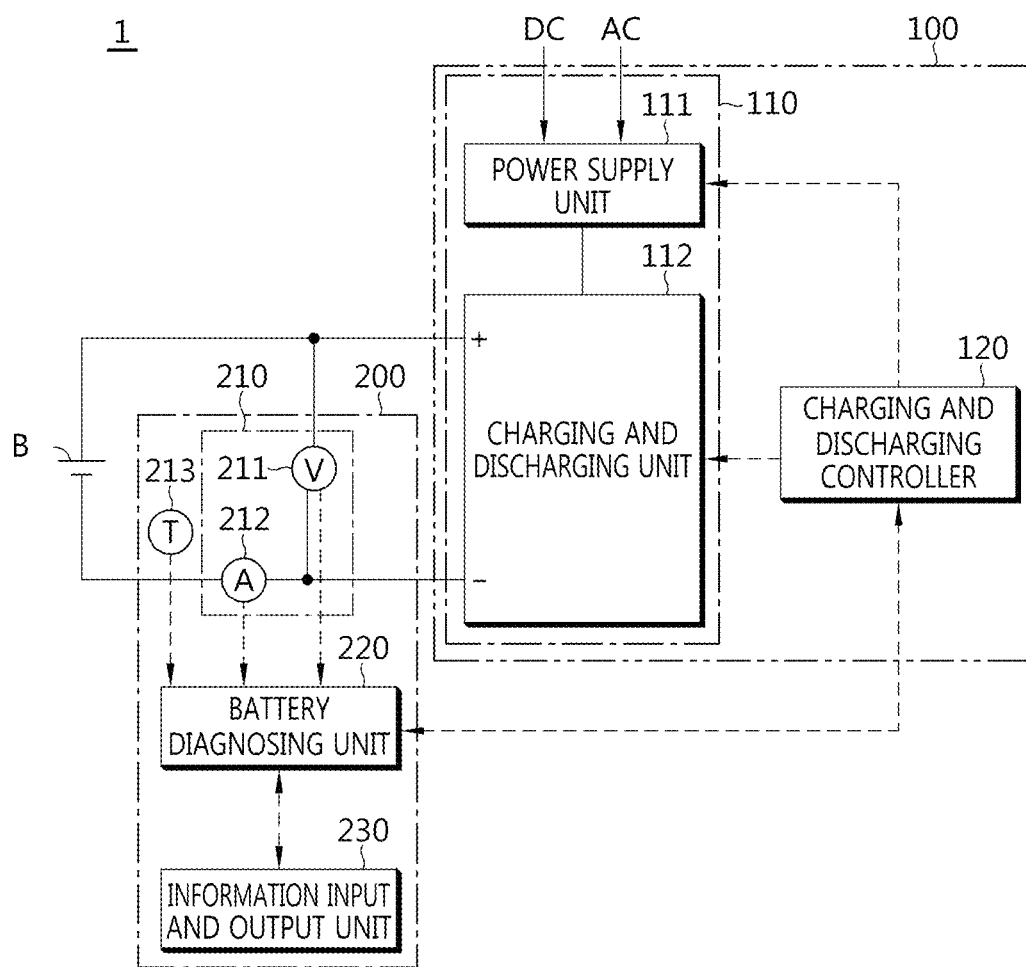 1
DC
AC
100
110
111
POWER SUPPLY
UNIT
112
+
CHARGING AND
DISCHARGING UNIT
−
120
CHARGING AND
DISCHARGING
CONTROLLER
B
210
200
211
V
213
T
212
A
220
BATTERY
DIAGNOSING UNIT
230
INFORMATION INPUT
AND OUTPUT UNIT